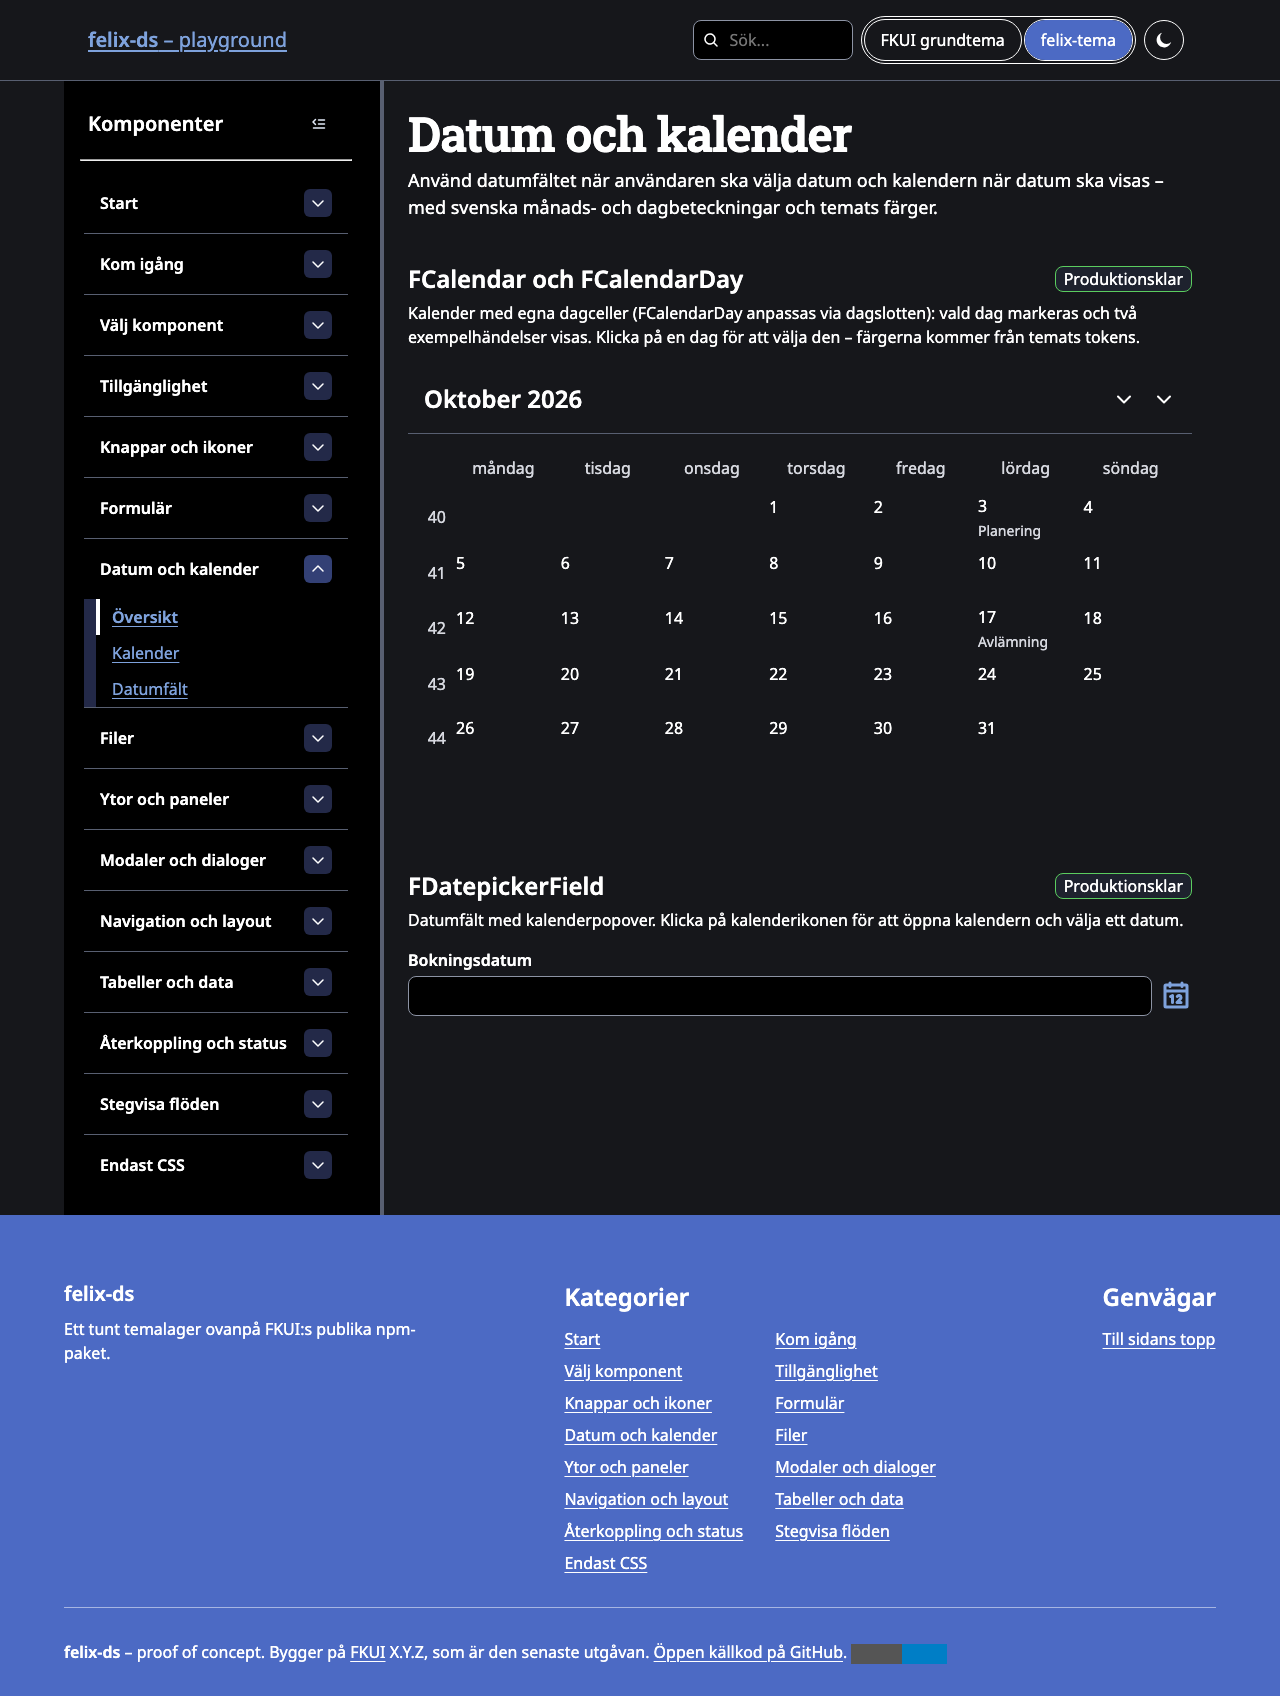 felix-ds – playground
Sök...
FKUI grundtema
felix-tema
Komponenter
Start
Kom igång
Välj komponent
Tillgänglighet
Knappar och ikoner
Formulär
Datum och kalender
Översikt
Kalender
Datumfält
Filer
Ytor och paneler
Modaler och dialoger
Navigation och layout
Tabeller och data
Återkoppling och status
Stegvisa flöden
Endast CSS
Datum och kalender
Använd datumfältet när användaren ska välja datum och kalendern när datum ska visas –
med svenska månads- och dagbeteckningar och temats färger.
FCalendar och FCalendarDay
Produktionsklar
Kalender med egna dagceller (FCalendarDay anpassas via dagslotten): vald dag markeras och två
exempelhändelser visas. Klicka på en dag för att välja den – färgerna kommer från temats tokens.
Oktober 2026
måndag tisdag onsdag torsdag fredag lördag söndag
40 1 2 3 4
Planering
41 5 6 7 8 9 10 11
42 12 13 14 15 16 17 18
Avlämning
43 19 20 21 22 23 24 25
44 26 27 28 29 30 31
FDatepickerField
Produktionsklar
Datumfält med kalenderpopover. Klicka på kalenderikonen för att öppna kalendern och välja ett datum.
Bokningsdatum
12
felix-ds
Ett tunt temalager ovanpå FKUI:s publika npm-
paket.
Kategorier
Start
Kom igång
Välj komponent
Tillgänglighet
Knappar och ikoner
Formulär
Datum och kalender
Filer
Ytor och paneler
Modaler och dialoger
Navigation och layout
Tabeller och data
Återkoppling och status
Stegvisa flöden
Endast CSS
Genvägar
Till sidans topp
felix-ds – proof of concept. Bygger på FKUI X.Y.Z, som är den senaste utgåvan. Öppen källkod på GitHub.